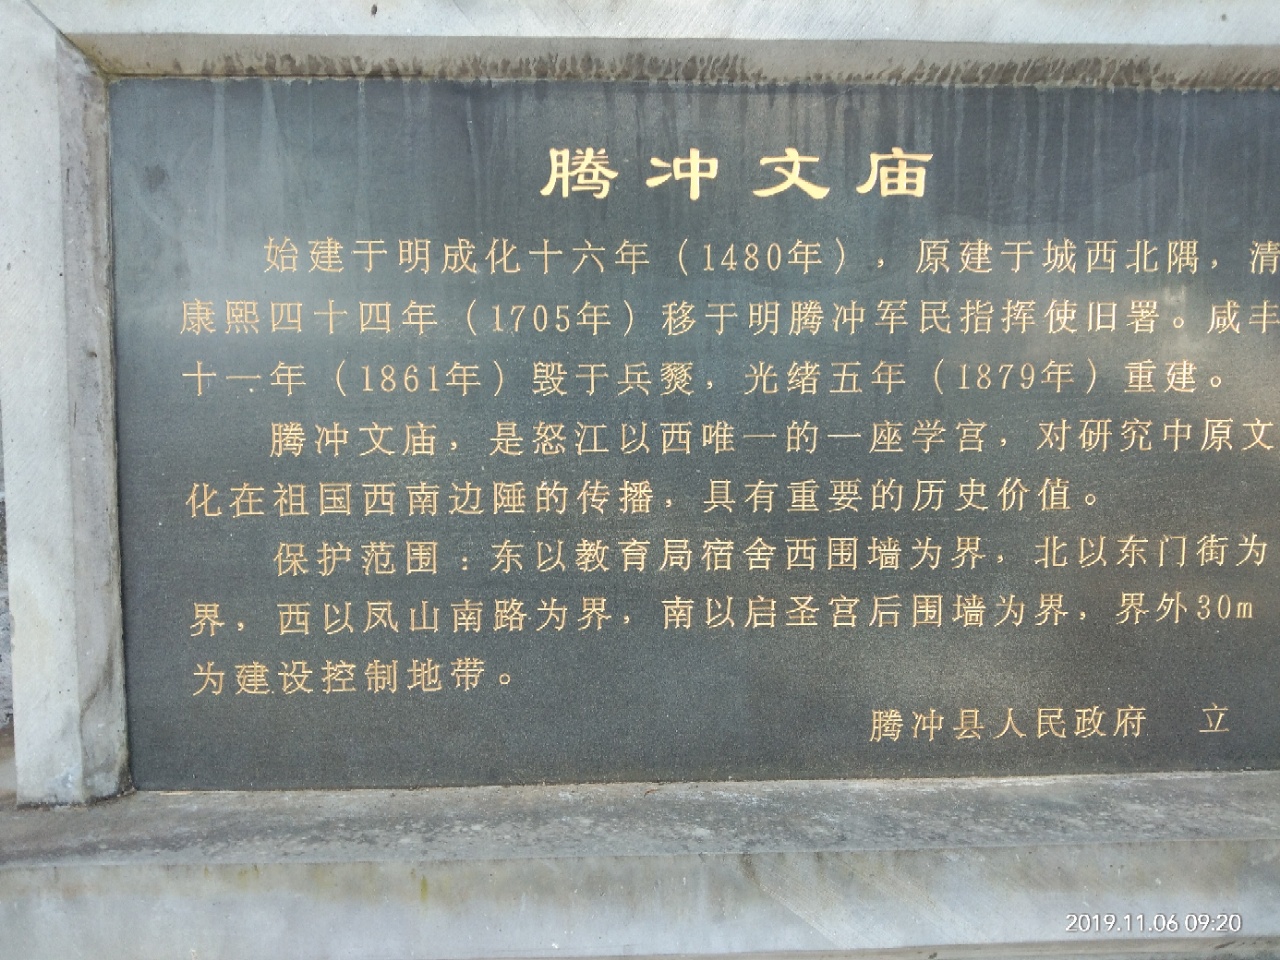 腾冲文庙
始建于明成化十六年（1480年），原建于城西北隅，清
康熙四十四年（1705年）移于明腾冲军民指挥使旧署。咸丰
十一年（1861年）毁于兵燹，光绪五年（1879年）重建。
腾冲文庙，是怒江以西唯一的一座学宫，对研究中原文
化在祖国西南边陲的传播，具有重要的历史价值。
保护范围：东以教育局宿舍西围墙为界，北以东门街为
界，西以凤山南路为界，南以启圣宫后围墙为界，界外30m
为建设控制地带。
腾冲县人民政府 立
2019.11.06 09:20